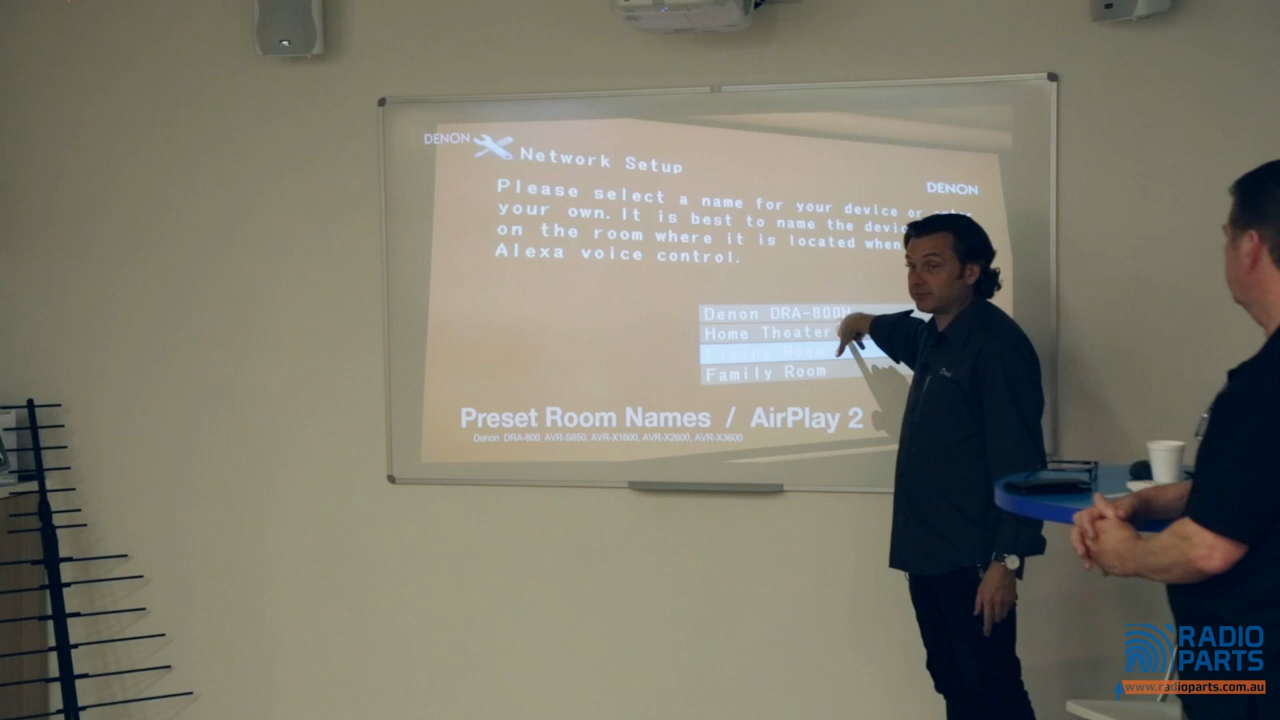 DENON
Network Setup
DENON
Please select a name for your device or
your own. It is best to name the
on the room where it is located when
Alexa voice control.
Denon DRA-800H
Home Theater
Living Room
Family Room
Preset Room Names / AirPlay 2
Denon DRA-800, AVR-S650, AVR-X1600, AVR-X2600, AVR-X3600
RADIO
PARTS
www.radioparts.com.au